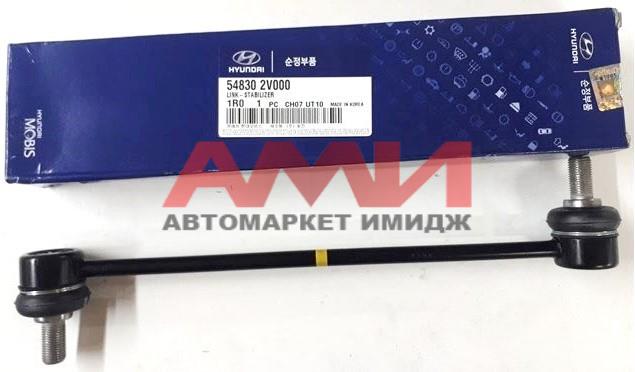 HYUNDAI
순정부품
54830 2V000
LINK - STABILIZER
1R0 1 PC CH07 UT10 MADE IN KOREA
HYUNDAI
MOBIS
순정부품
АМИ
АВТОМАРКЕТ ИМИДЖ